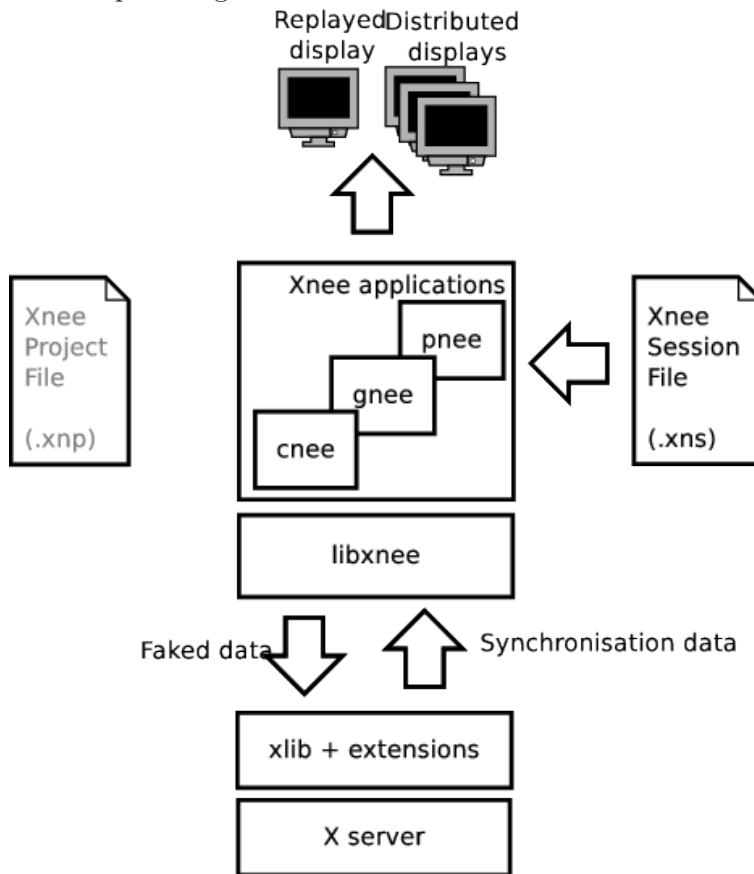 Replayed
display
Distributed
displays
Xnee applications
pnee
gnee
cnee
Xnee
Project
File
(.xnp)
Xnee
Session
File
(.xns)
libxnee
Faked data
Synchronisation data
xlib + extensions
X server